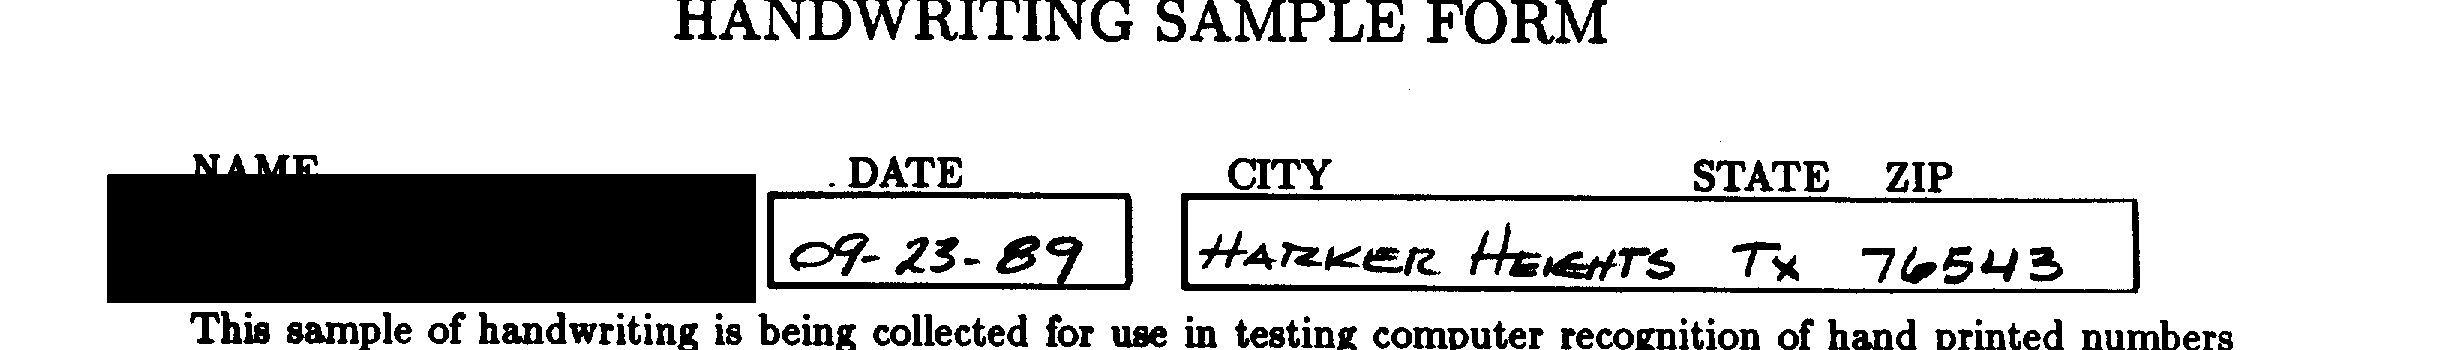 HANDWRITING SAMPLE FORM
NAME DATE CITY STATE ZIP
09-23-89 HARKER HEIGHTS Tx 76543
This sample of handwriting is being collected for use in testing computer recognition of hand printed numbers